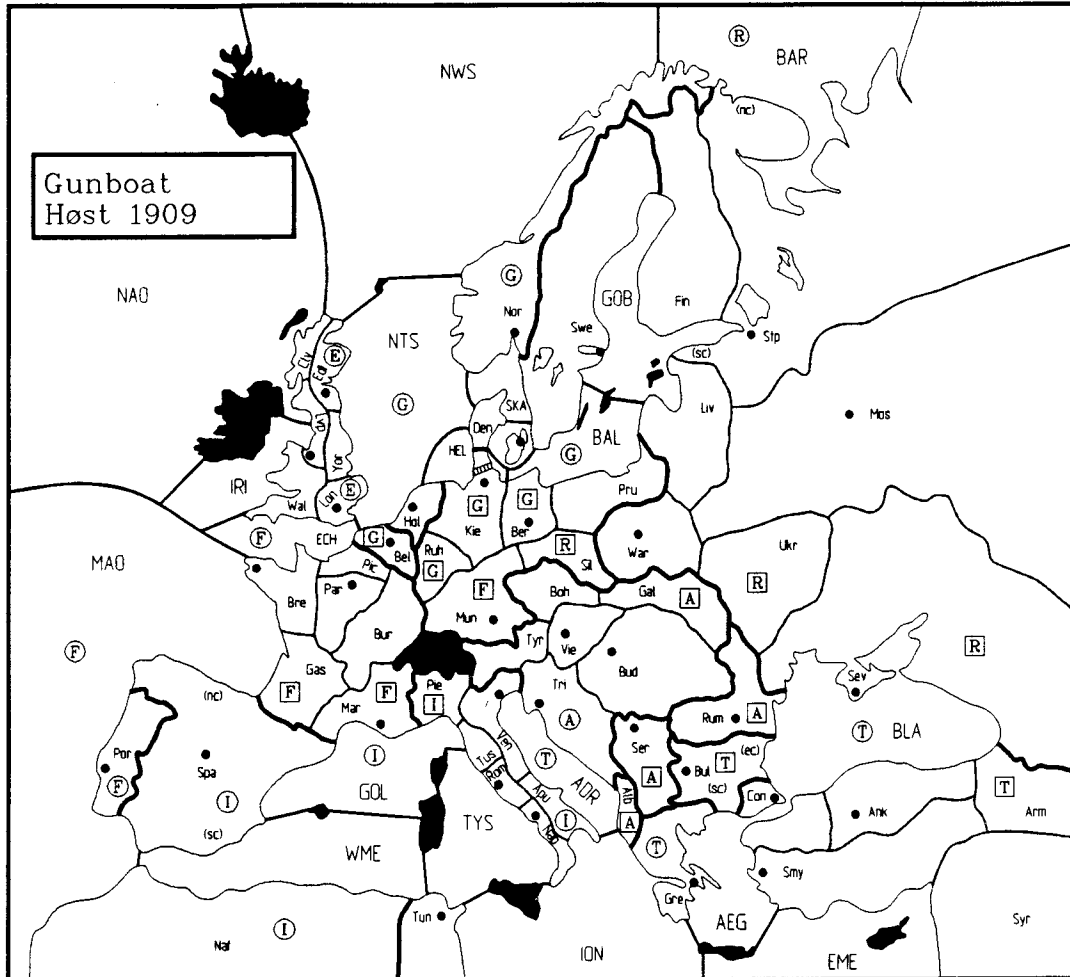 R
BAR
NWS
(nc)
Gunboat
Høst 1909
NAO
G
Nor
GOB
Fin
Swe
Stp
(sc)
NTS
Cly
E
Edi
G
SKA
Den
Liv
Mos
Lvp
Yor
HEL
BAL
G
IRI
Wal
Lon
E
Hol
G
Kie
G
Ber
Pru
F
ECH
G
Bel
Ruh
G
R
Sil
War
Ukr
MAO
Pic
Par
Bre
F
Mun
Boh
Gal
A
R
Bur
Tyr
Vie
Bud
F
Gas
F
F
Mar
Pie
I
Tri
A
R
Sev
(nc)
I
GOL
Ven
T
ADR
Tus
Rom
Ser
A
Rum
A
T
BLA
Por
F
Spa
I
(sc)
Apu
I
Nap
Alb
A
Bul
T
(ec)
(sc)
Con
Ank
T
Arm
TYS
WME
T
Gre
Smy
AEG
Syr
Tun
Naf
I
ION
EME